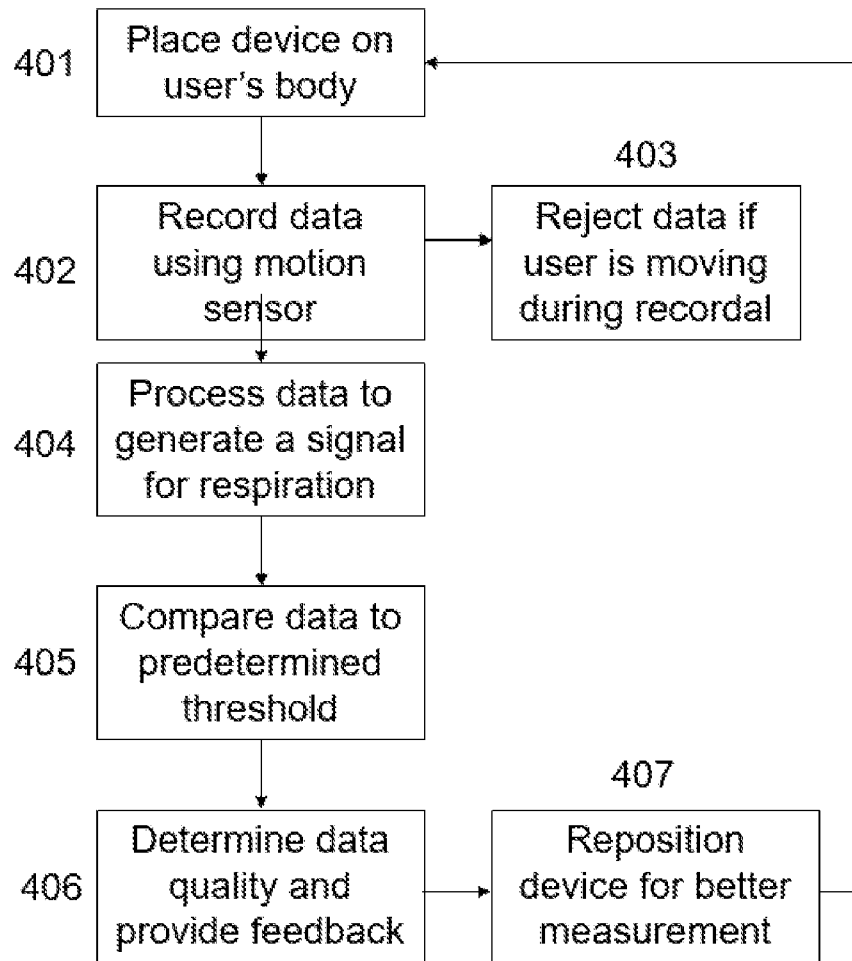 401
Place device on
user's body
402
Record data
using motion
sensor
403
Reject data if
user is moving
during recordal
404
Process data to
generate a signal
for respiration
405
Compare data to
predetermined
threshold
406
Determine data
quality and
provide feedback
407
Reposition
device for better
measurement